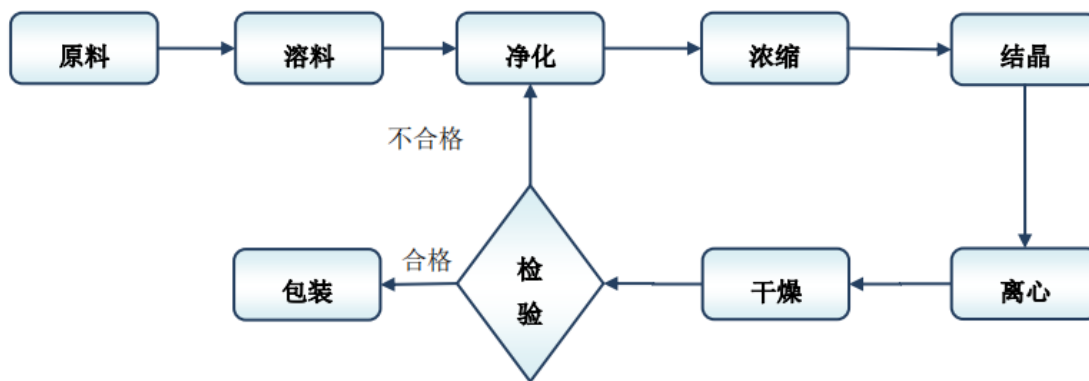 原料
溶料
净化
浓缩
结晶
不合格
合格
包装
检
验
干燥
离心